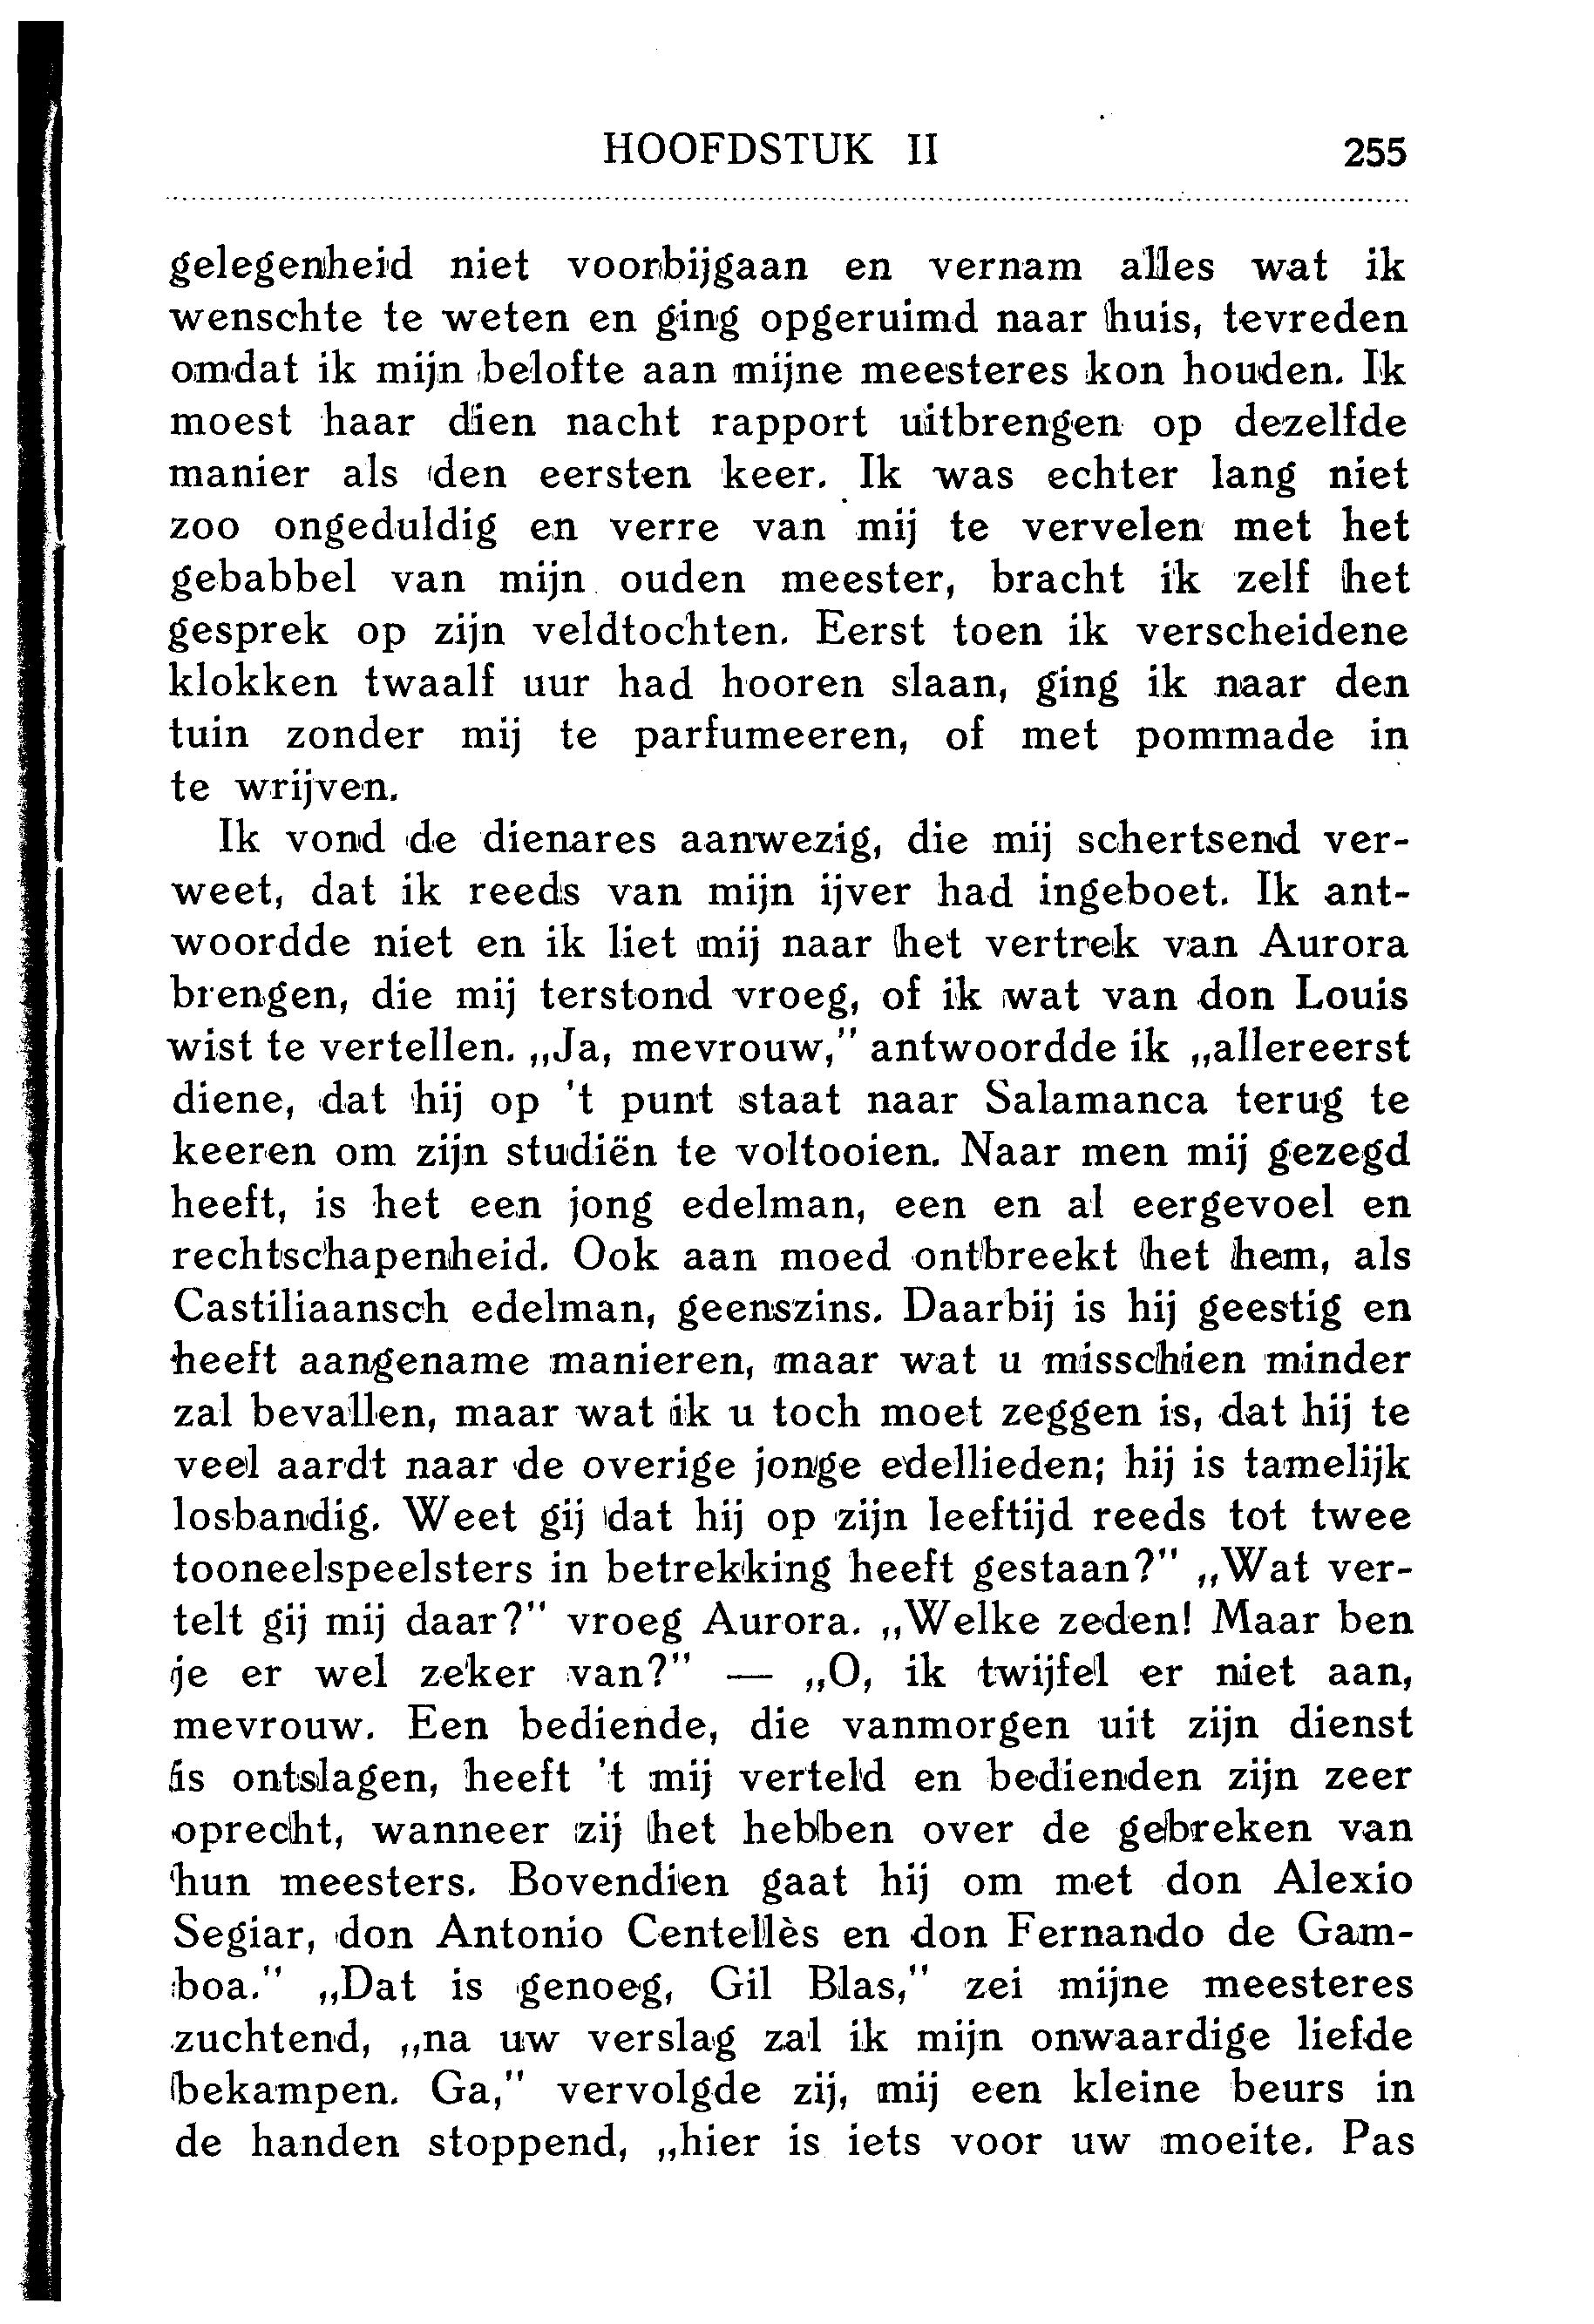 HOOFDSTUK II 255
gelegenheid niet voorbijgaan en vernam alles wat ik
wenschte te weten en ging opgeruimd naar huis, tevreden
omdat ik mijn belofte aan mijne meesteres kon houden. Ik
moest haar dien nacht rapport uitbrengen op dezelfde
manier als den eersten keer. Ik was echter lang niet
zoo ongeduldig en verre van mij te vervelen met het
gebabbel van mijn ouden meester, bracht ik zelf het
gesprek op zijn veldtochten. Eerst toen ik verscheidene
klokken twaalf uur had hooren slaan, ging ik naar den
tuin zonder mij te parfumeeren, of met pommade in
te wrijven.
Ik vond de dienares aanwezig, die mij schertsend ver-
weet, dat ik reeds van mijn ijver had ingeboet. Ik ant-
woordde niet en ik liet mij naar het vertrek van Aurora
brengen, die mij terstond vroeg, of ik wat van don Louis
wist te vertellen. „Ja, mevrouw,” antwoordde ik „allereerst
diene, dat hij op 't punt staat naar Salamanca terug te
keeren om zijn studiën te voltooien. Naar men mij gezegd
heeft, is het een jong edelman, een en al eergevoel en
rechtschapenheid. Ook aan moed ontbreekt het hem, als
Castiliaansch edelman, geenszins. Daarbij is hij geestig en
heeft aangename manieren, maar wat u misschien minder
zal bevallen, maar wat ik u toch moet zeggen is, dat hij te
veel aardt naar de overige jonge edellieden; hij is tamelijk
losbandig. Weet gij dat hij op zijn leeftijd reeds tot twee
tooneelspeelsters in betrekking heeft gestaan?” „Wat ver-
telt gij mij daar?” vroeg Aurora. „Welke zeden! Maar ben
je er wel zeker van?” — „O, ik twijfel er niet aan,
mevrouw. Een bediende, die vanmorgen uit zijn dienst
is ontslagen, heeft 't mij verteld en bedienden zijn zeer
oprecht, wanneer zij het hebben over de gebreken van
hun meesters. Bovendien gaat hij om met don Alexio
Segiar, don Antonio Centellès en don Fernando de Gam-
boa.” „Dat is genoeg, Gil Blas,” zei mijne meesteres
zuchtend, „na uw verslag zal ik mijn onwaardige liefde
bekampen. Ga,” vervolgde zij, mij een kleine beurs in
de handen stoppend, „hier is iets voor uw moeite. Pas